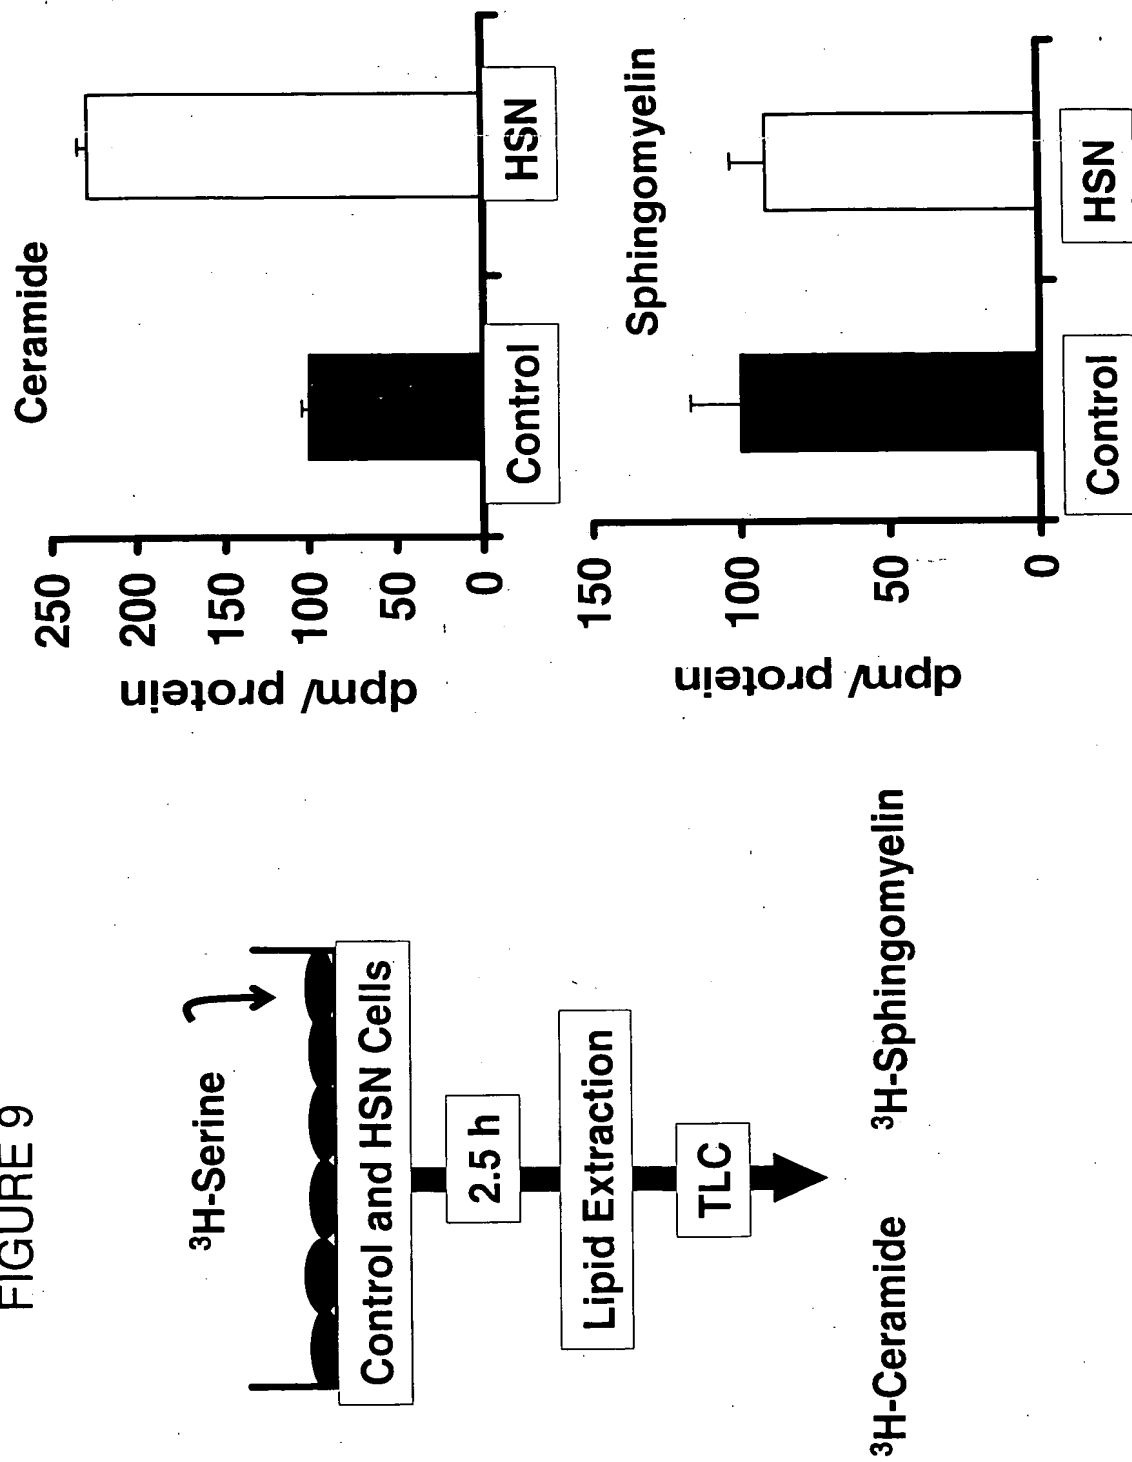 FIGURE 9
³H-Serine
Control and HSN Cells
2.5 h
Lipid Extraction
TLC
³H-Ceramide
³H-Sphingomyelin
Ceramide
dpm/ protein
250
200
150
100
50
0
Control
HSN
Sphingomyelin
dpm/ protein
150
100
50
0
Control
HSN